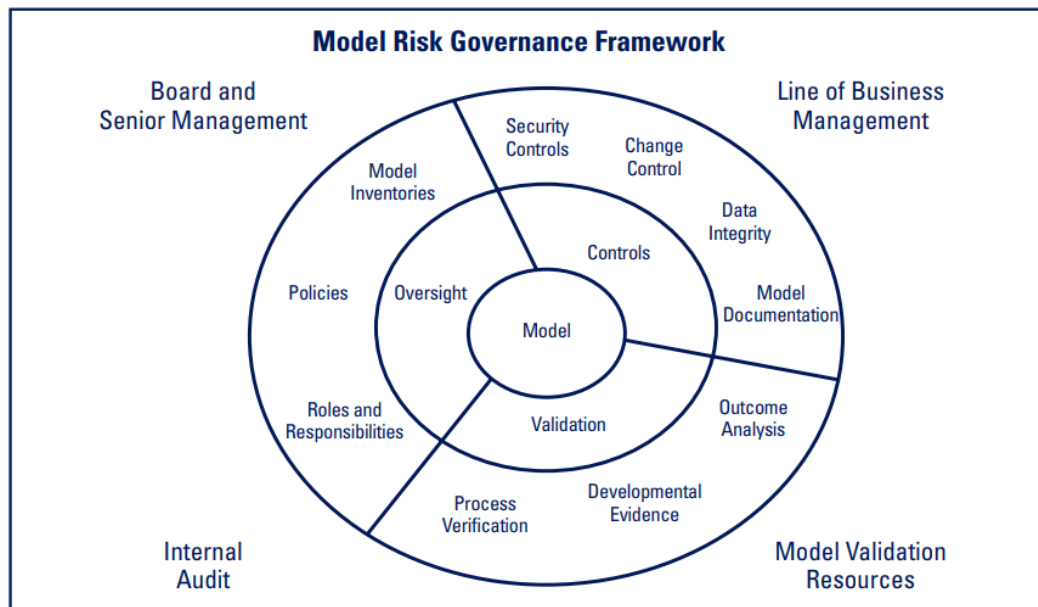 Model Risk Governance Framework
Board and
Senior Management
Line of Business
Management
Security
Controls
Change
Control
Model
Inventories
Data
Integrity
Controls
Policies
Oversight
Model
Documentation
Model
Roles and
Responsibilities
Validation
Outcome
Analysis
Process
Verification
Developmental
Evidence
Internal
Audit
Model Validation
Resources